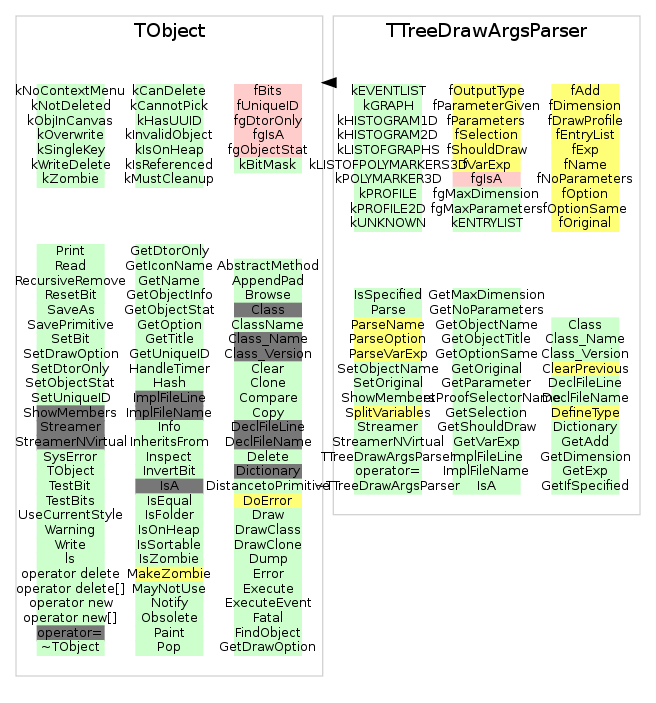 TObject
kNoContextMenu kCanDelete fBits
kNotDeleted kCannotPick fUniqueID
kObjInCanvas kHasUUID fgDtorOnly
kOverwrite kInvalidObject fgIsA
kSingleKey kIsOnHeap fgObjectStat
kWriteDelete kIsReferenced kBitMask
kZombie kMustCleanup
Print GetDtorOnly
Read GetIconName AbstractMethod
RecursiveRemove GetName AppendPad
ResetBit GetObjectInfo Browse
SaveAs GetObjectStat Class
SavePrimitive GetOption ClassName
SetBit GetTitle Class_Name
SetDrawOption GetUniqueID Class_Version
SetDtorOnly HandleTimer Clear
SetObjectStat Hash Clone
SetUniqueID ImplFileLine Compare
ShowMembers ImplFileName Copy
Streamer Info DeclFileLine
StreamerNVirtual InheritsFrom DeclFileName
SysError Inspect Delete
TObject InvertBit Dictionary
TestBit IsA DistancetoPrimitive
TestBits IsEqual DoError
UseCurrentStyle IsFolder Draw
Warning IsOnHeap DrawClass
Write IsSortable DrawClone
ls IsZombie Dump
operator delete MakeZombie Error
operator delete[] MayNotUse Execute
operator new Notify ExecuteEvent
operator new[] Obsolete Fatal
operator= Paint FindObject
~TObject Pop GetDrawOption
TTreeDrawArgsParser
kEVENTLIST fOutputType fAdd
kGRAPH fParameterGiven fDimension
kHISTOGRAM1D fParameters fDrawProfile
kHISTOGRAM2D fSelection fEntryList
kLISTOFGRAPHS fShouldDraw fExp
kLISTOFPOLYMARKERS3D fVarExp fName
kPOLYMARKER3D fgIsA fNoParameters
kPROFILE fgMaxDimension fOption
kPROFILE2D fgMaxParameters fOptionSame
kUNKNOWN kENTRYLIST fOriginal
IsSpecified GetMaxDimension
Parse GetNoParameters
ParseName GetObjectName Class
ParseOption GetObjectTitle Class_Name
ParseVarExp GetOptionSame Class_Version
SetObjectName GetOriginal ClearPrevious
SetOriginal GetParameter DeclFileLine
ShowMembers etProofSelectorName DeclFileName
SplitVariables GetSelection DefineType
Streamer GetShouldDraw Dictionary
StreamerNVirtual GetVarExp GetAdd
TTreeDrawArgsParser ImplFileLine GetDimension
operator= ImplFileName GetExp
~TTreeDrawArgsParser IsA GetIfSpecified